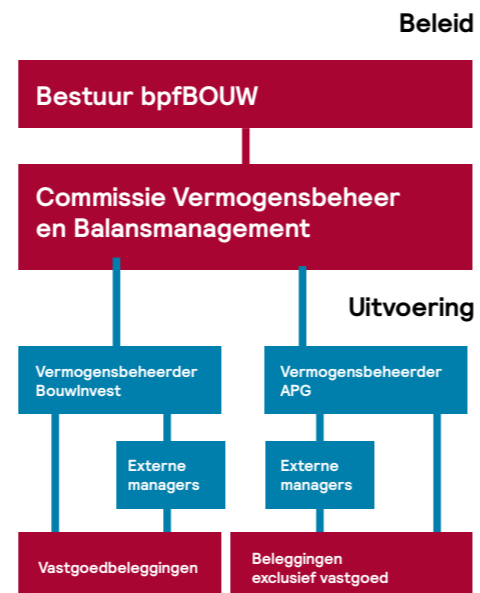 Beleid
Bestuur bpfBOUW
Commissie Vermogensbeheer
en Balansmanagement
Uitvoering
Vermogensbeheerder
BouwInvest
Vermogensbeheerder
APG
Externe
managers
Externe
managers
Vastgoedbeleggingen
Beleggingen
exclusief vastgoed